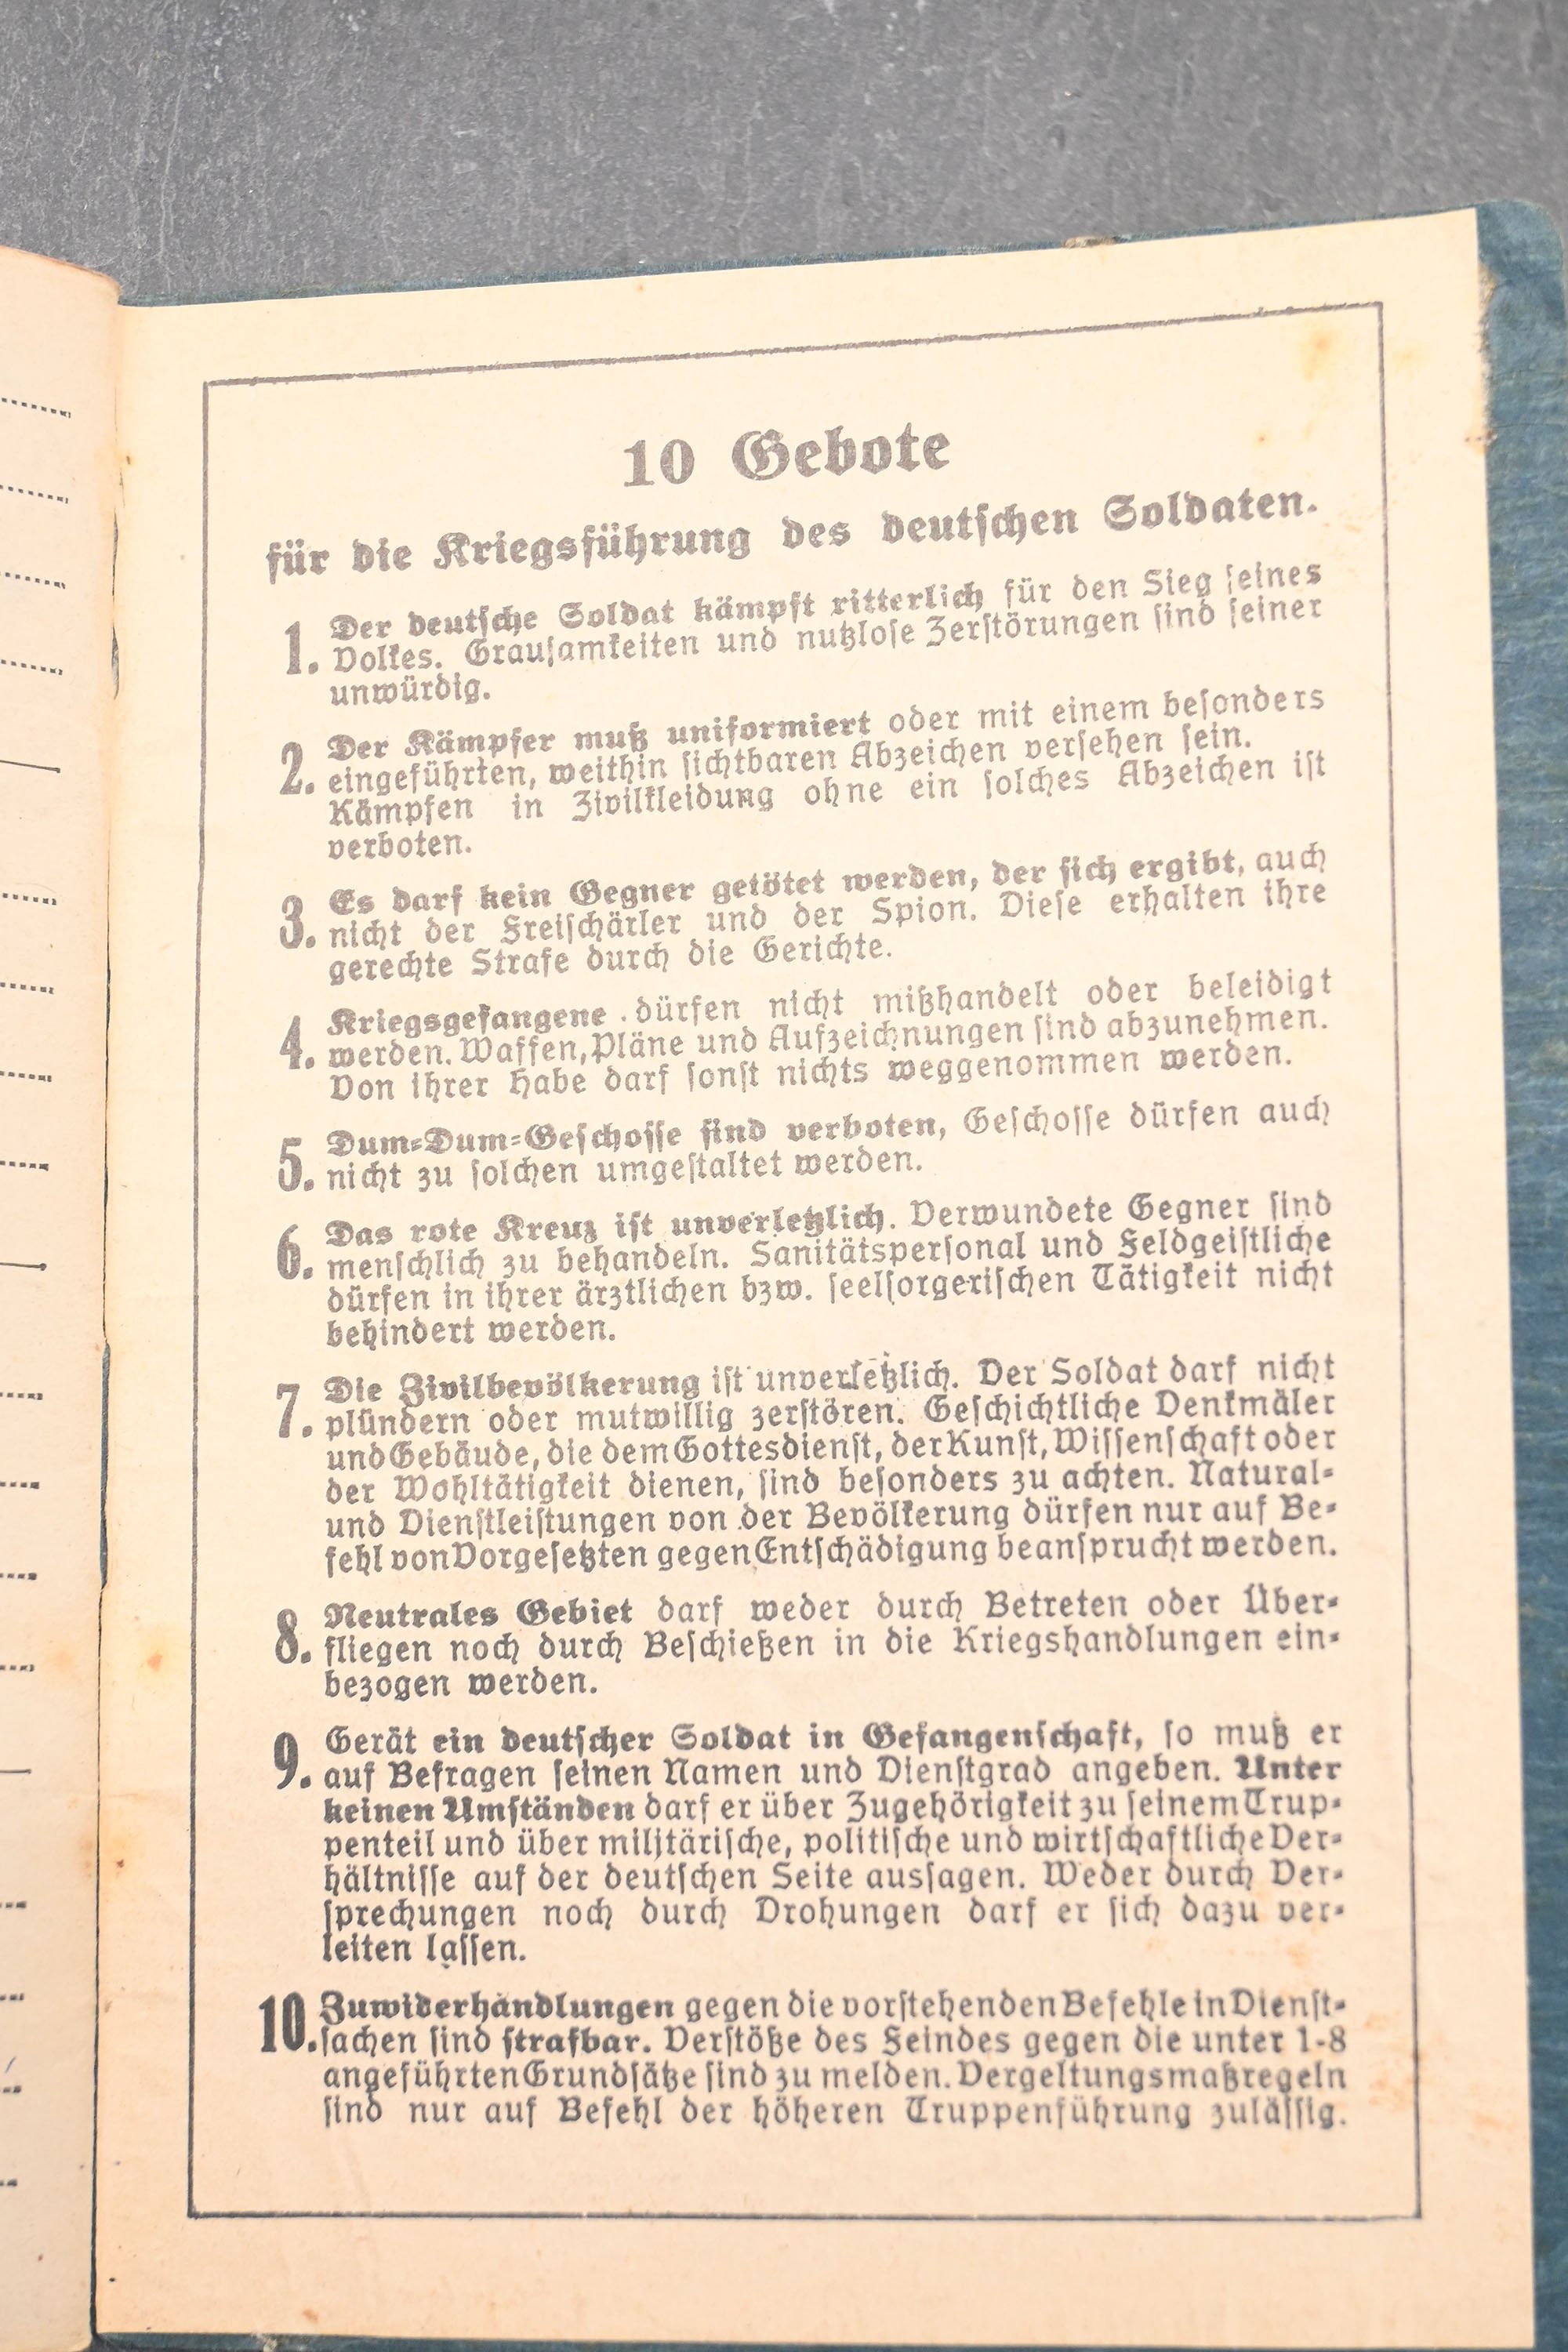 10 Gebote
für die Kriegsführung des deutschen Soldaten.
1. Der deutsche Soldat kämpft ritterlich für den Sieg seines
Volkes. Grausamkeiten und nutzlose Zerstörungen sind seiner
unwürdig.
2. Der Kämpfer muß uniformiert oder mit einem besonders
eingeführten, weithin sichtbaren Abzeichen versehen sein.
Kämpfen in Zivilkleidung ohne ein solches Abzeichen ist
verboten.
3. Es darf kein Gegner getötet werden, der sich ergibt, auch
nicht der Freischärler und der Spion. Diese erhalten ihre
gerechte Strafe durch die Gerichte.
4. Kriegsgefangene dürfen nicht mißhandelt oder beleidigt
werden. Waffen, Pläne und Aufzeichnungen sind abzunehmen.
Von ihrer Habe darf sonst nichts weggenommen werden.
5. Dum-Dum-Geschosse sind verboten, Geschosse dürfen auch
nicht zu solchen umgestaltet werden.
6. Das rote Kreuz ist unverletzlich. Verwundete Gegner sind
menschlich zu behandeln. Sanitätspersonal und Feldgeistliche
dürfen in ihrer ärztlichen bzw. seelsorgerischen Tätigkeit nicht
behindert werden.
7. Die Zivilbevölkerung ist unverletzlich. Der Soldat darf nicht
plündern oder mutwillig zerstören. Geschichtliche Denkmäler
und Gebäude, die dem Gottesdienst, der Kunst, Wissenschaft oder
der Wohltätigkeit dienen, sind besonders zu achten. Natural-
und Dienstleistungen von der Bevölkerung dürfen nur auf Be-
fehl von Vorgesetzten gegen Entschädigung beansprucht werden.
8. Neutrales Gebiet darf weder durch Betreten oder Über-
fliegen noch durch Beschießen in die Kriegshandlungen ein-
bezogen werden.
9. Gerät ein deutscher Soldat in Gefangenschaft, so muß er
auf Befragen seinen Namen und Dienstgrad angeben. Unter
keinen Umständen darf er über Zugehörigkeit zu seinem Trup-
penteil und über militärische, politische und wirtschaftliche Ver-
hältnisse auf der deutschen Seite aussagen. Weder durch Ver-
sprechungen noch durch Drohungen darf er sich dazu ver-
leiten lassen.
10. Zuwiderhandlungen gegen die vorstehenden Befehle in Dienst-
sachen sind strafbar. Verstöße des Feindes gegen die unter 1-8
angeführten Grundsätze sind zu melden. Vergeltungsmaßregeln
sind nur auf Befehl der höheren Truppenführung zulässig.